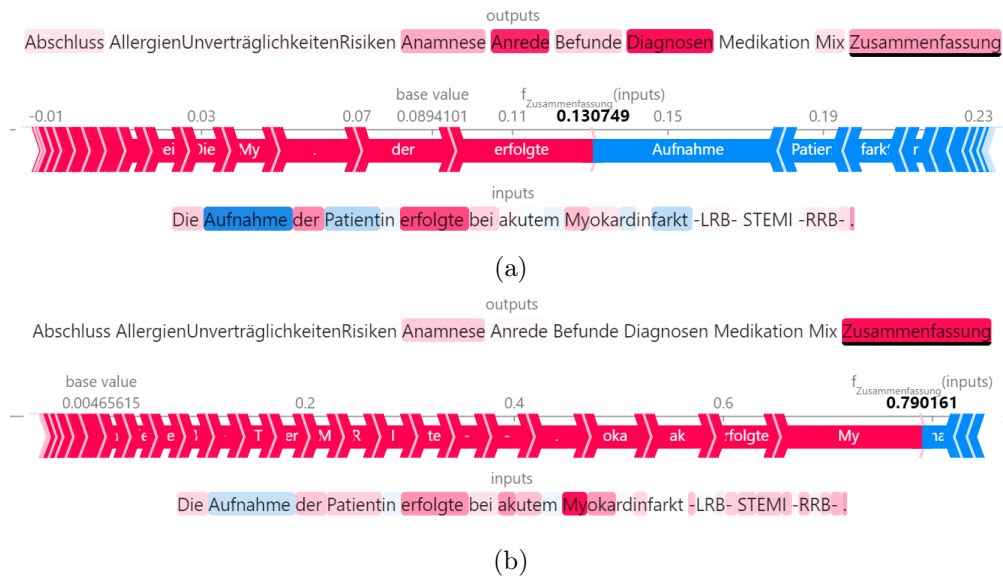 outputs
Abschluss AllergienUnverträglichkeitenRisiken Anamnese Anrede Befunde Diagnosen Medikation Mix Zusammenfassung
base value f_Zusammenfassung(inputs)
-0.01 0.03 0.07 0.0894101 0.11 0.130749 0.15 0.19 0.23
ei Die My . der erfolgte Aufnahme Patien farkt
inputs
Die Aufnahme der Patientin erfolgte bei akutem Myokardinfarkt -LRB- STEMI -RRB- .
(a)
outputs
Abschluss AllergienUnverträglichkeitenRisiken Anamnese Anrede Befunde Diagnosen Medikation Mix Zusammenfassung
base value f_Zusammenfassung(inputs)
0.00465615 0.2 0.4 0.6 0.790161
T er M R I te - - . oka ak rfolgte My
inputs
Die Aufnahme der Patientin erfolgte bei akutem Myokardinfarkt -LRB- STEMI -RRB- .
(b)